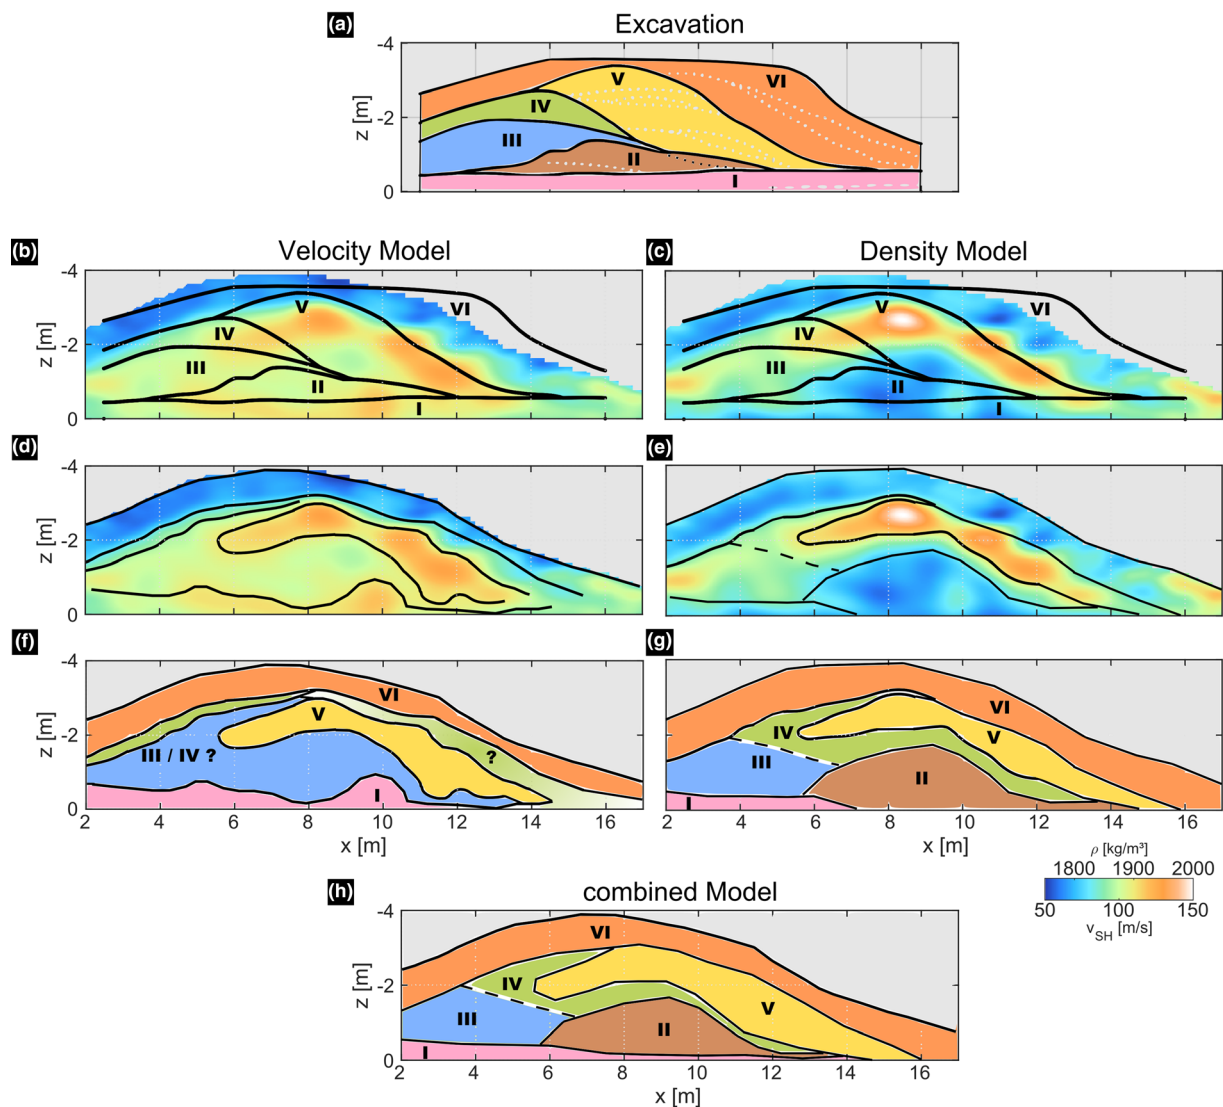 (a) Excavation
-4
VI
V
IV
z [m] -2
III
II
I
0
(b) Velocity Model (c) Density Model
-4 -4
V VI V VI
IV IV
z [m] -2 -2
III III
II II
I I
0 0
(d) (e)
-4
z [m] -2
0
(f) (g)
-4
VI VI
V IV V
z [m] -2
III / IV ? ? III
II
I I
0
2 4 6 8 10 12 14 16 2 4 6 8 10 12 14 16
x [m] x [m]
ρ [kg/m³]
1800 1900 2000
50 100 150
vSH [m/s]
(h) combined Model
-4
VI
IV
z [m] -2
V
III
II
I
0
2 4 6 8 10 12 14 16
x [m]